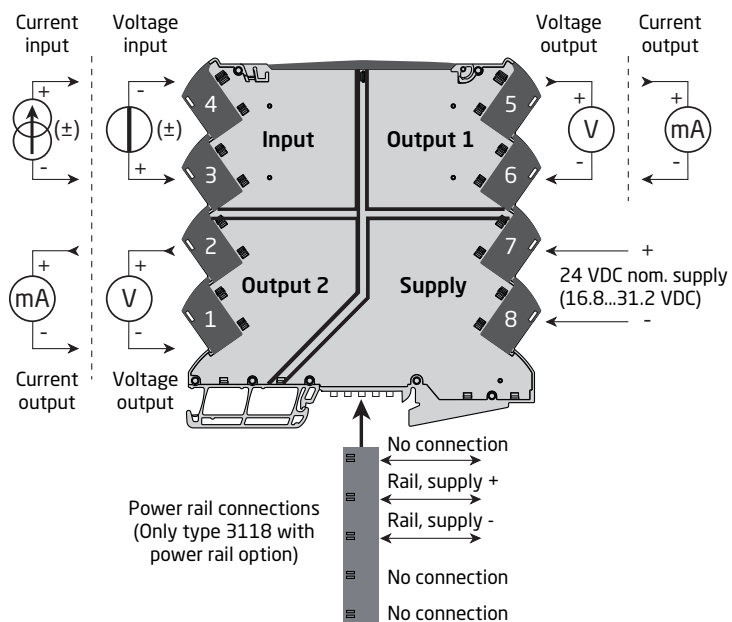 Current
input
Voltage
input
Voltage
output
Current
output
+
-
(±)
-
+
(±)
4
3
Input
Output 1
5
6
+
V
-
+
mA
-
+
mA
-
+
V
-
2
1
Output 2
Supply
7
8
+
24 VDC nom. supply
(16.8...31.2 VDC)
-
Current
output
Voltage
output
No connection
Rail, supply +
Rail, supply -
No connection
No connection
Power rail connections
(Only type 3118 with
power rail option)